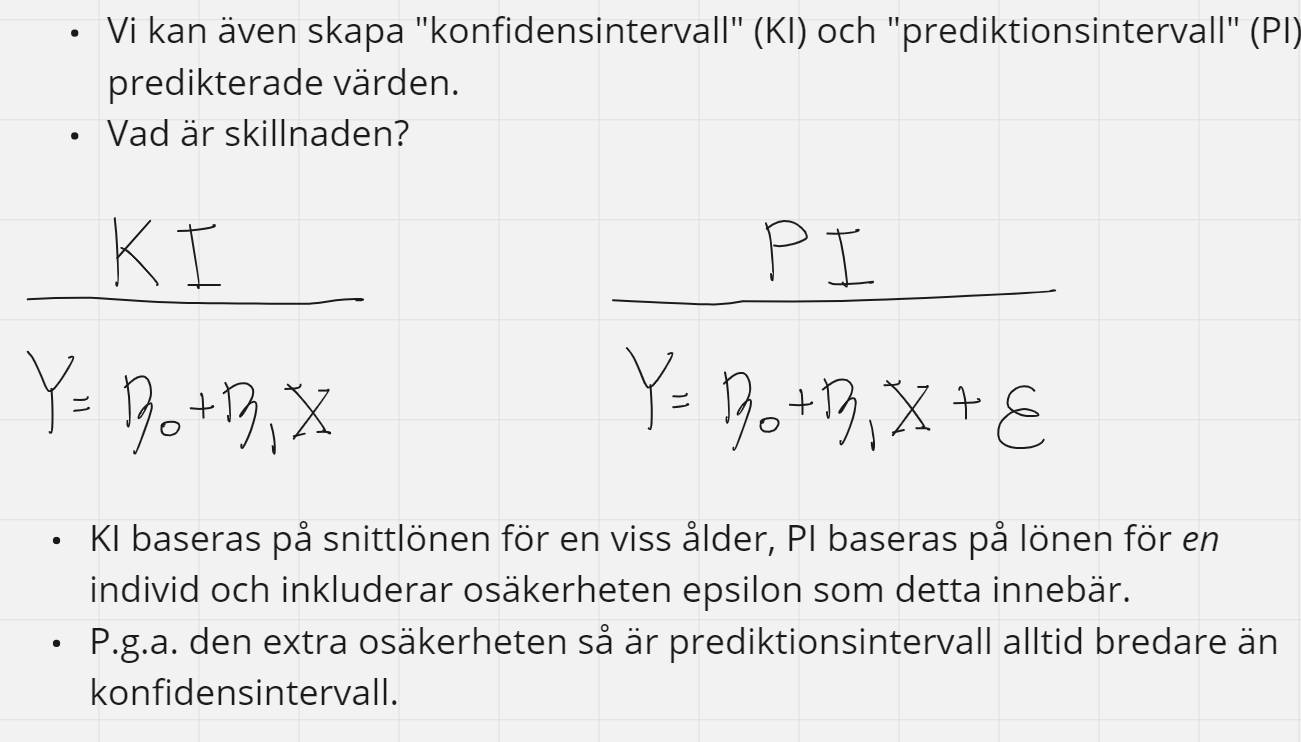 • Vi kan även skapa "konfidensintervall" (KI) och "prediktionsintervall" (PI)
predikterade värden.
• Vad är skillnaden?
KI PI
Y = β₀ + β₁X Y = β₀ + β₁X + ε
• KI baseras på snittlönen för en viss ålder, PI baseras på lönen för en
individ och inkluderar osäkerheten epsilon som detta innebär.
• P.g.a. den extra osäkerheten så är prediktionsintervall alltid bredare än
konfidensintervall.